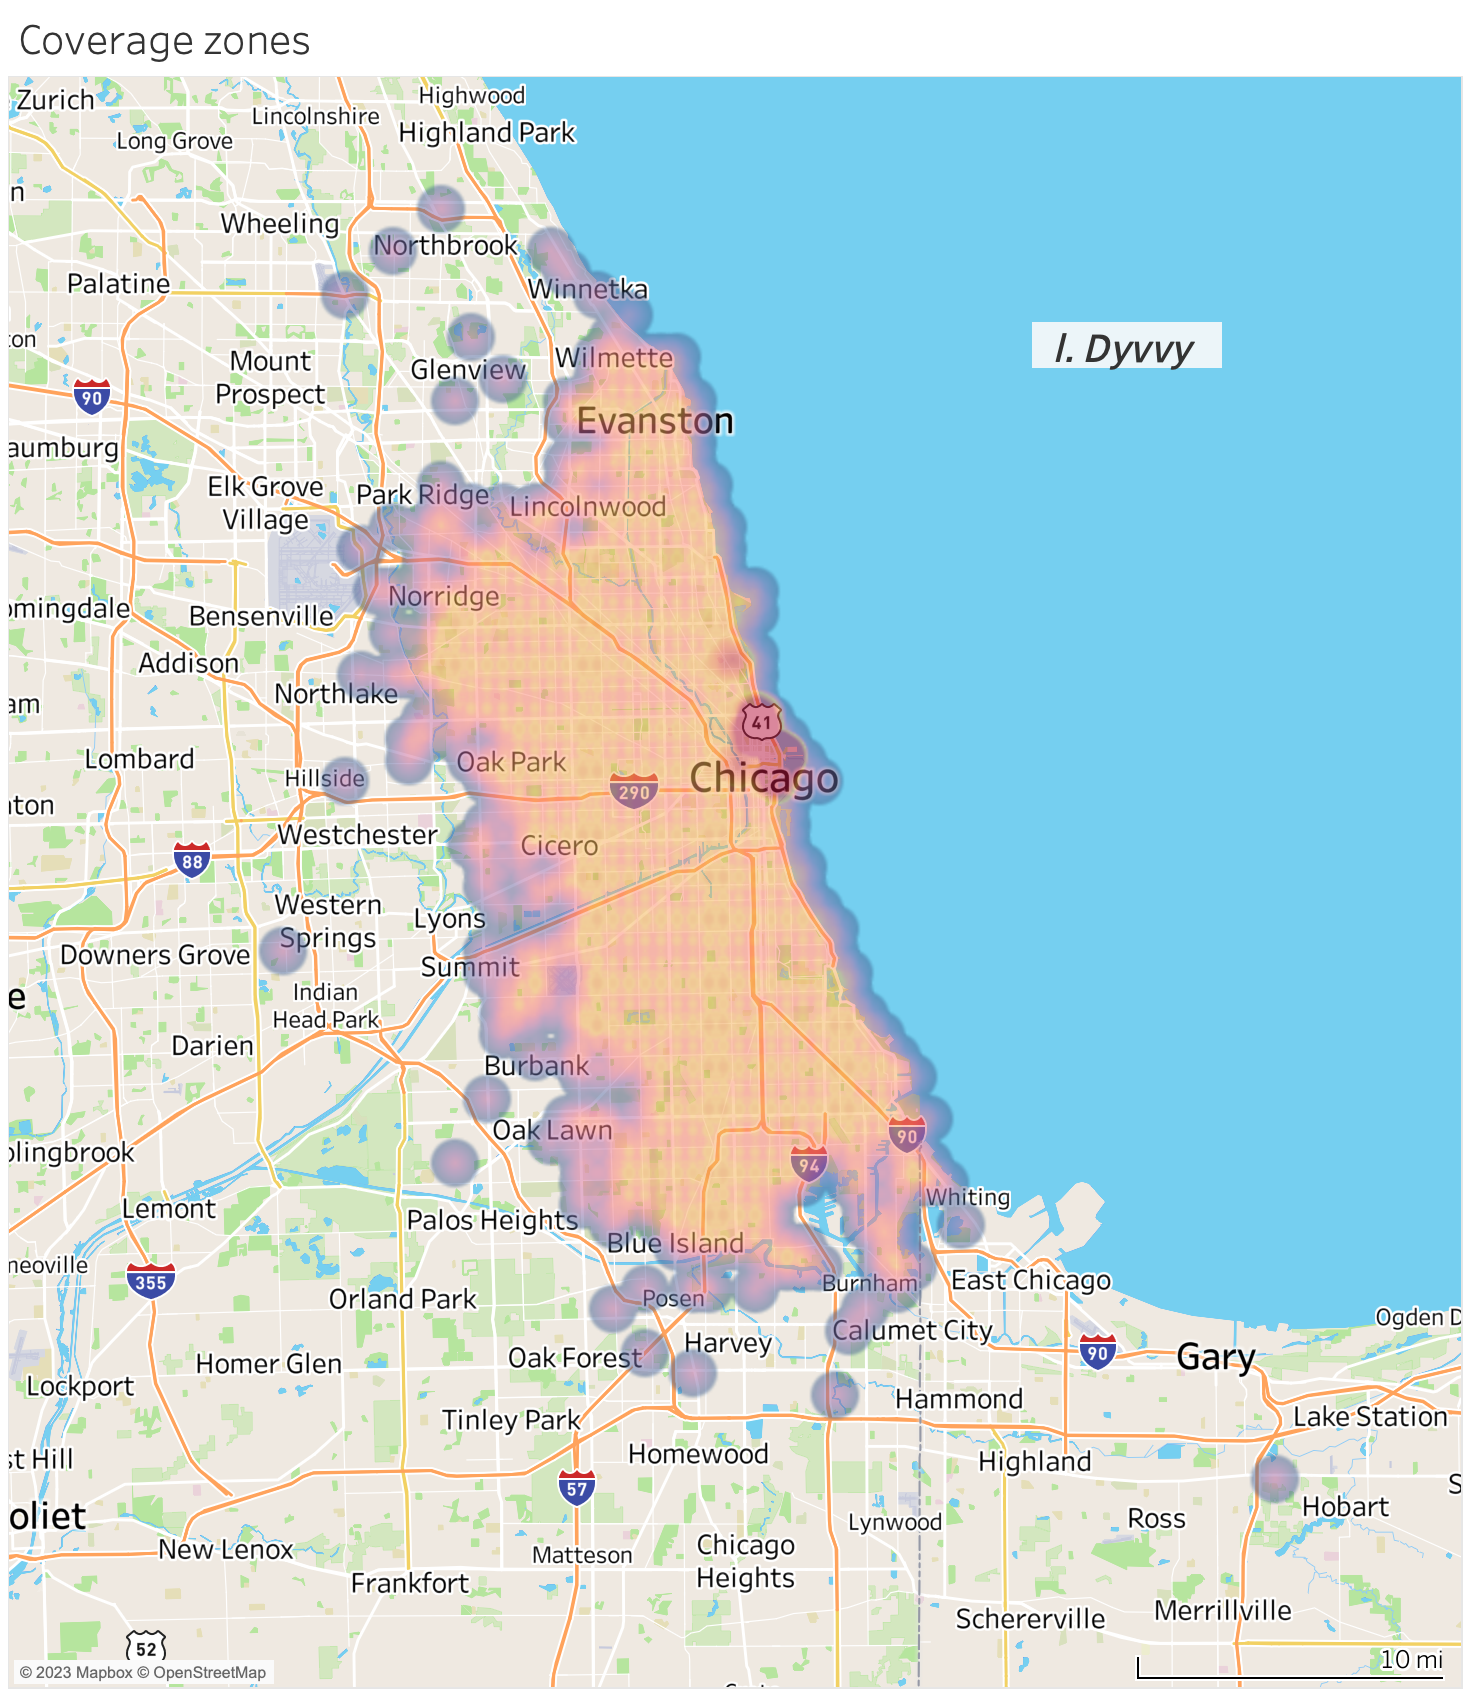 Coverage zones
Zurich
Highwood
Lincolnshire
Highland Park
Long Grove
n
Wheeling
Northbrook
Palatine
Winnetka
ton
l. Dyvvy
Mount
Prospect
Glenview
Wilmette
90
Evanston
aumburg
Elk Grove
Village
Park Ridge
Lincolnwood
omingdale
Bensenville
Norridge
Addison
Northlake
am
41
Lombard
Hillside
Oak Park
Chicago
290
ton
Westchester
Cicero
88
Western
Springs
Lyons
Downers Grove
Summit
e
Indian
Head Park
Darien
Burbank
Oak Lawn
90
olingbrook
94
Lemont
Palos Heights
Whiting
Blue Island
neoville
355
Orland Park
Posen
Burnham
East Chicago
Ogden D
Harvey
Calumet City
90
Gary
Homer Glen
Oak Forest
Lockport
Hammond
Tinley Park
Lake Station
st Hill
Homewood
Highland
57
S
oliet
Hobart
Ross
Lynwood
New Lenox
Matteson
Chicago
Heights
Frankfort
Schererville
Merrillville
52
10 mi
© 2023 Mapbox © OpenStreetMap